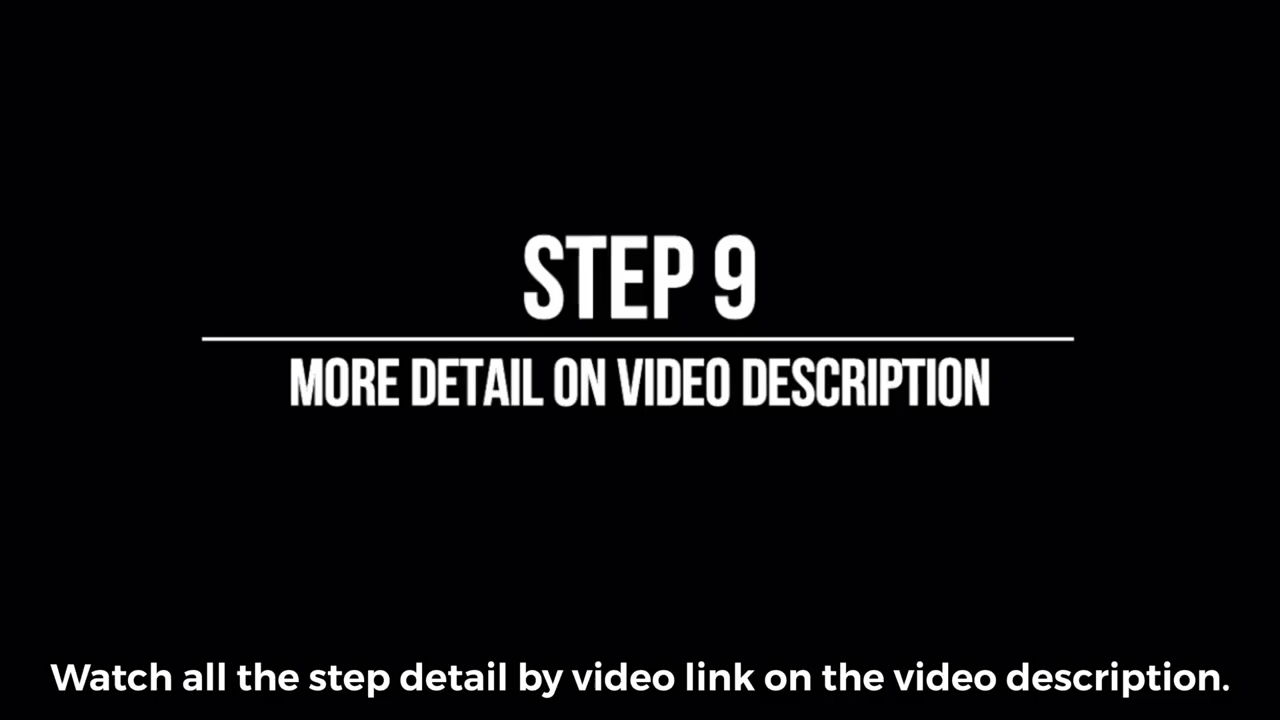 STEP 9
MORE DETAIL ON VIDEO DESCRIPTION
Watch all the step detail by video link on the video description.